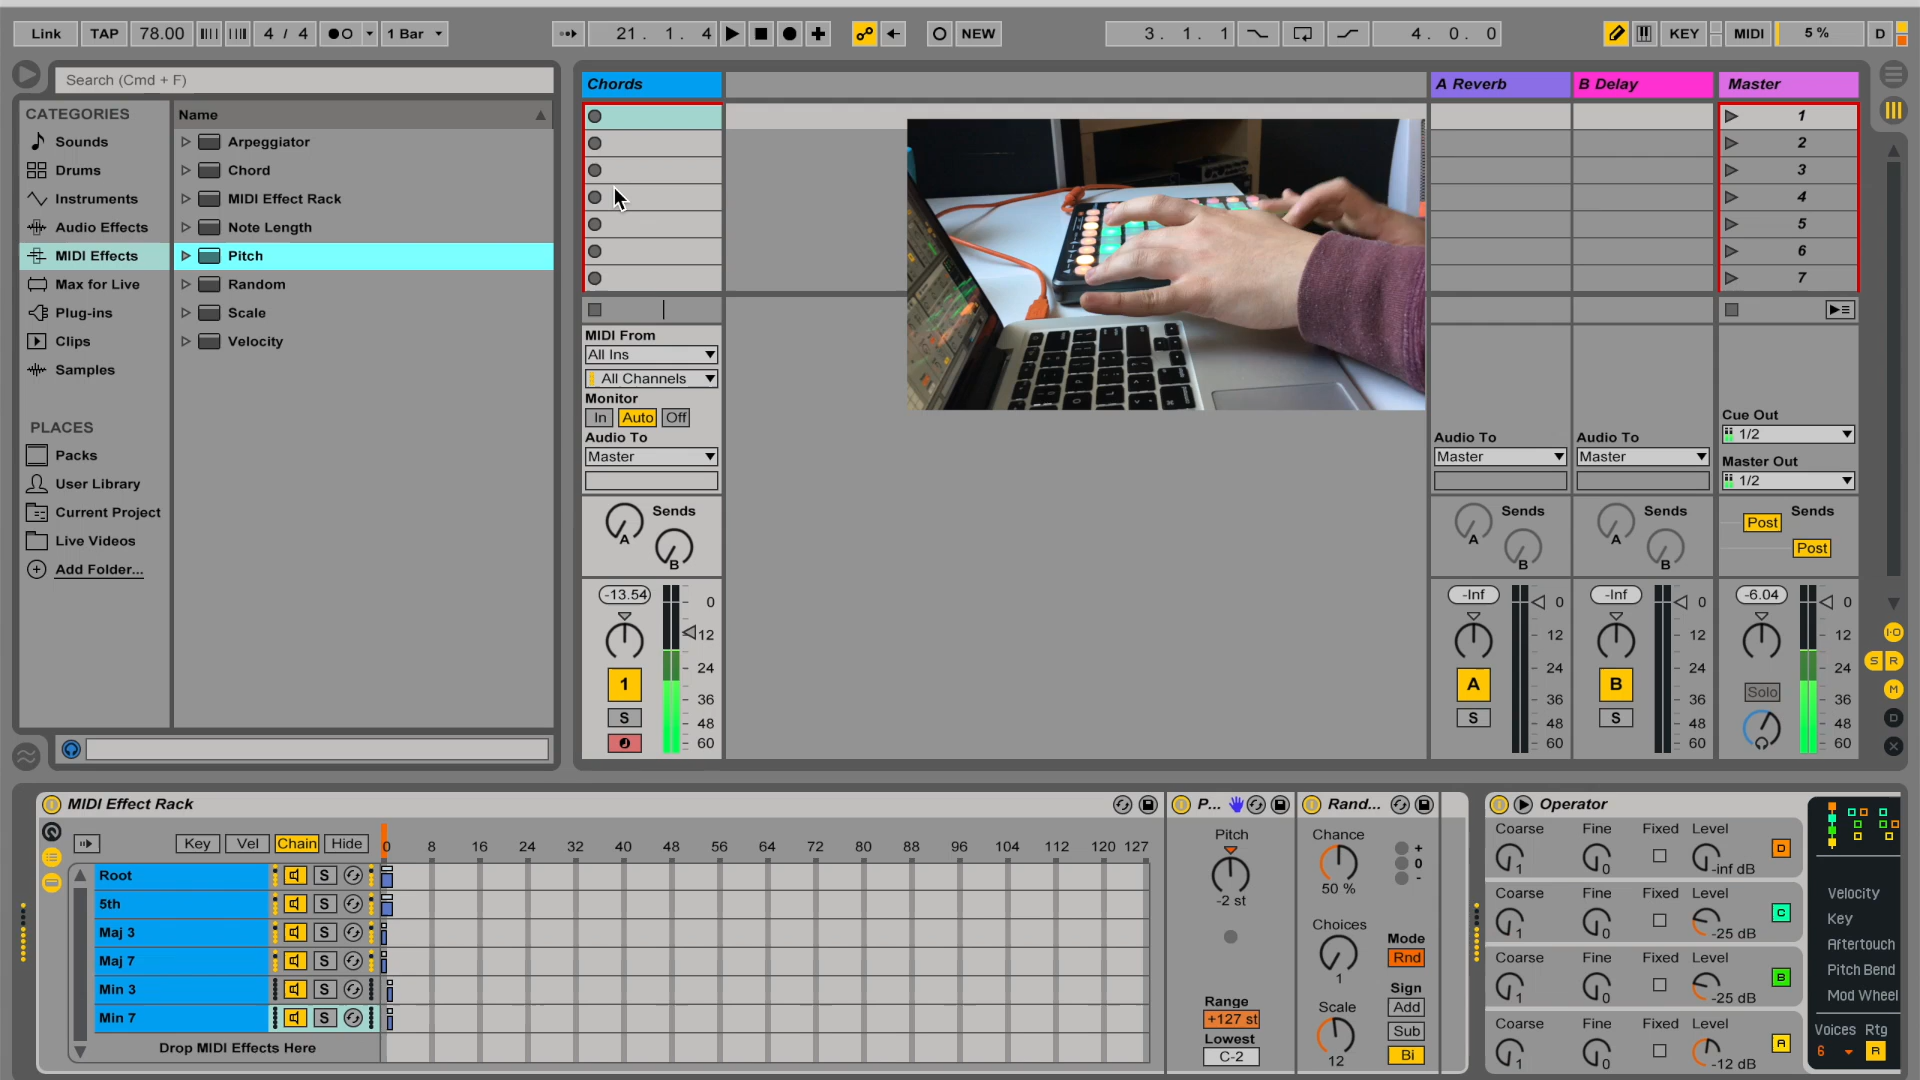 Link TAP 78.00 4 / 4 1 Bar 21. 1. 4 NEW 3. 1. 1 4. 0. 0 KEY MIDI 5 % D
Search (Cmd + F)
CATEGORIES
Sounds
Drums
Instruments
Audio Effects
MIDI Effects
Max for Live
Plug-ins
Clips
Samples
PLACES
Packs
User Library
Current Project
Live Videos
Add Folder...
Name
Arpeggiator
Chord
MIDI Effect Rack
Note Length
Pitch
Random
Scale
Velocity
Chords
MIDI From
All Ins
All Channels
Monitor
In Auto Off
Audio To
Master
Sends
A
B
-13.54
0
12
24
36
48
60
1
S
A Reverb
Audio To
Master
Sends
A
B
-Inf
0
12
24
36
48
60
A
S
B Delay
Audio To
Master
Sends
A
B
-Inf
0
12
24
36
48
60
B
S
Master
1
2
3
4
5
6
7
Cue Out
1/2
Master Out
1/2
Sends
Post
Post
-6.04
0
12
24
36
48
60
Solo
I·O
S R
M
D
X
MIDI Effect Rack
Key Vel Chain Hide
0 8 16 24 32 40 48 56 64 72 80 88 96 104 112 120 127
Root S
5th S
Maj 3 S
Maj 7 S
Min 3 S
Min 7 S
Drop MIDI Effects Here
P...
Pitch
-2 st
Range
+127 st
Lowest
C-2
Rand...
Chance
50 %
+
0
-
Choices
1
Mode
Rnd
Scale
12
Sign
Add
Sub
Bi
Operator
Coarse Fine Fixed Level
1 0 -inf dB D
Coarse Fine Fixed Level
1 0 -25 dB C
Coarse Fine Fixed Level
1 0 -25 dB B
Coarse Fine Fixed Level
1 0 -12 dB A
Velocity
Key
Aftertouch
Pitch Bend
Mod Wheel
Voices Rtg
6 R